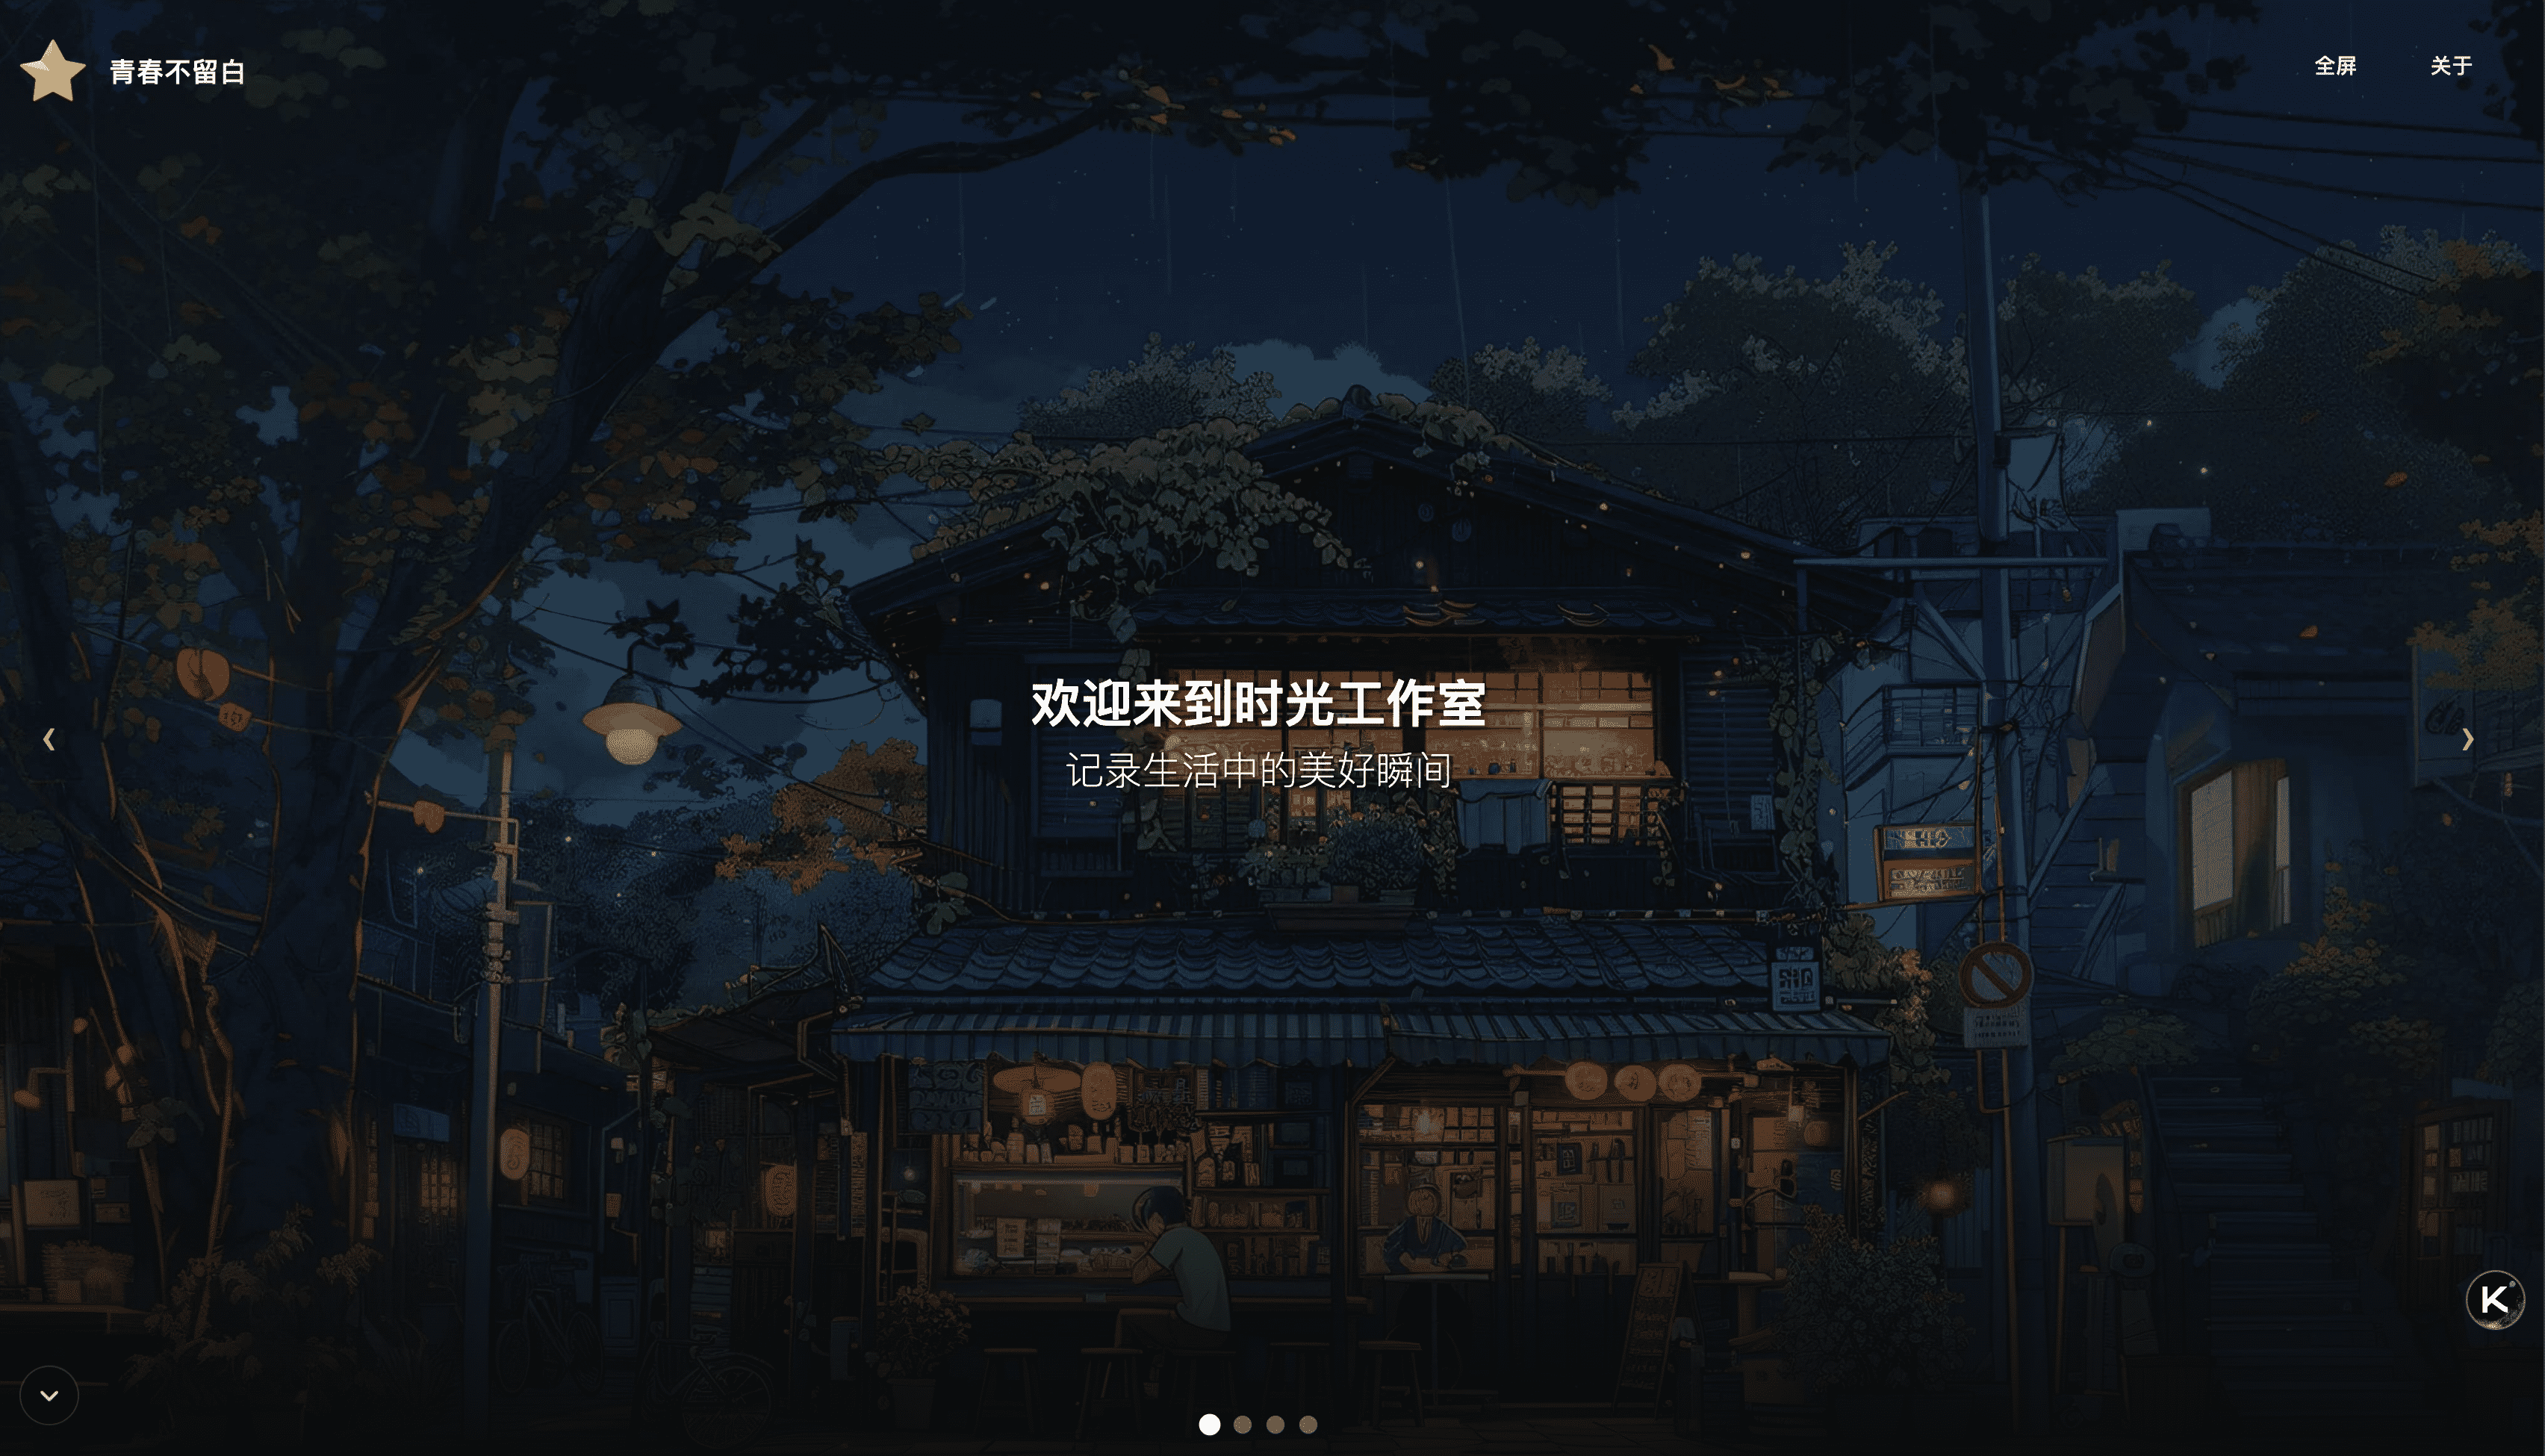 青春不留白
全屏
关于
欢迎来到时光工作室
记录生活中的美好瞬间
K